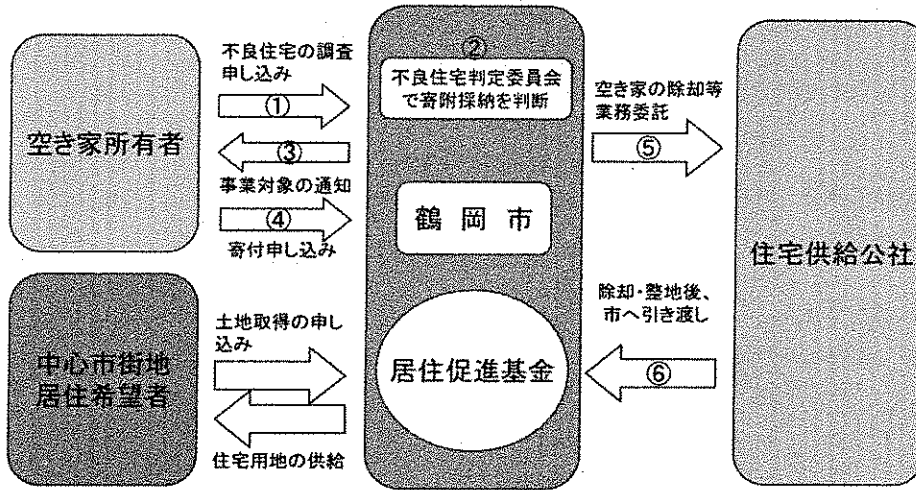 不良住宅の調査
申し込み
①
空き家所有者
③
事業対象の通知
④
寄付申し込み
②
不良住宅判定委員会
で寄附採納を判断
鶴岡市
空き家の除却等
業務委託
⑤
住宅供給公社
除却・整地後、
市へ引き渡し
⑥
中心市街地
居住希望者
土地取得の申し
込み
住宅用地の供給
居住促進基金